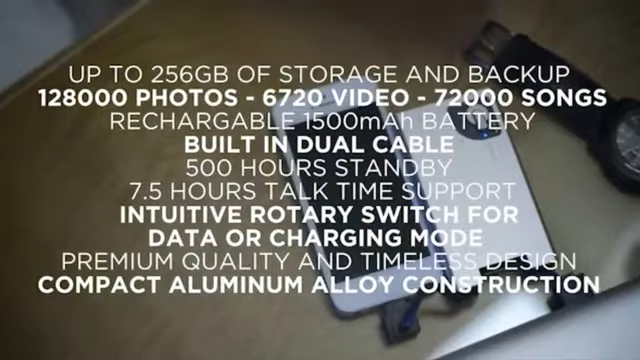 UP TO 256GB OF STORAGE AND BACKUP
128000 PHOTOS - 6720 VIDEO - 72000 SONGS
RECHARGABLE 1500mAh BATTERY
BUILT IN DUAL CABLE
500 HOURS STANDBY
7.5 HOURS TALK TIME SUPPORT
INTUITIVE ROTARY SWITCH FOR
DATA OR CHARGING MODE
PREMIUM QUALITY AND TIMELESS DESIGN
COMPACT ALUMINUM ALLOY CONSTRUCTION